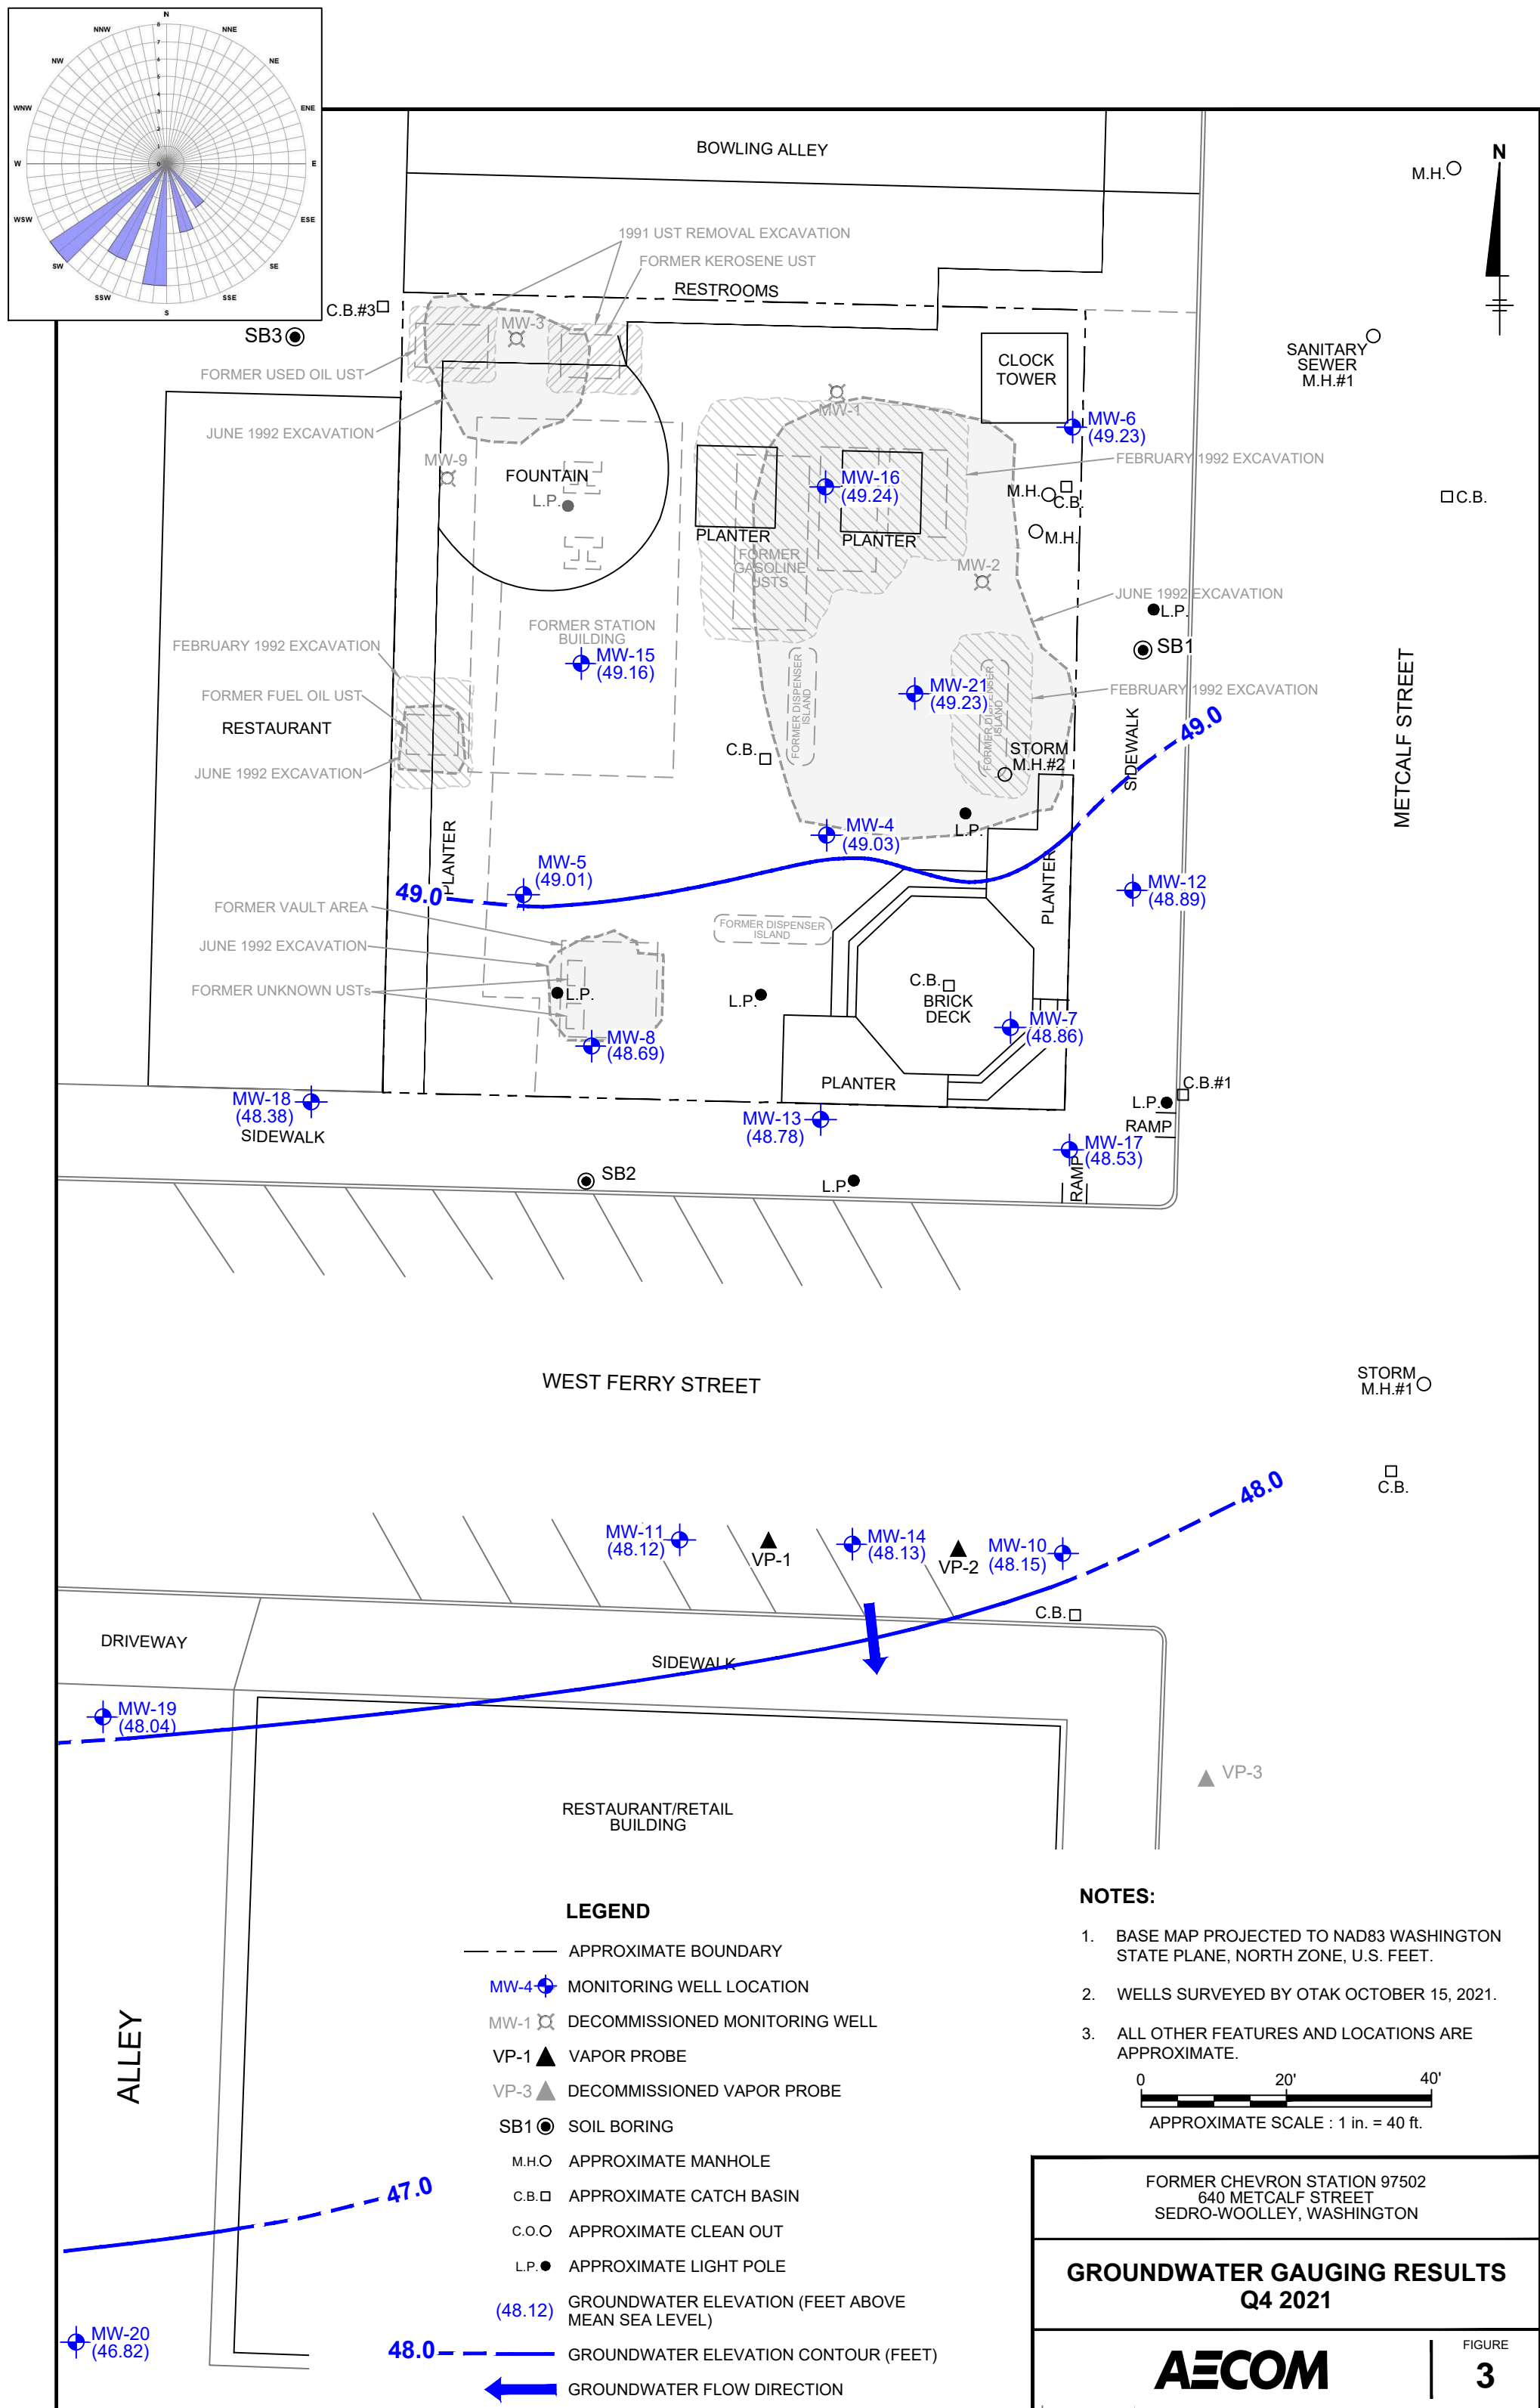 N
NNW
NNE
NW
NE
WNW
ENE
W
E
WSW
ESE
SW
SE
SSW
SSE
S
8
7
6
5
4
3
2
1
0
BOWLING ALLEY
M.H.
N
1991 UST REMOVAL EXCAVATION
FORMER KEROSENE UST
RESTROOMS
C.B.#3
SB3
MW-3
FORMER USED OIL UST
CLOCK
TOWER
SANITARY
SEWER
M.H.#1
JUNE 1992 EXCAVATION
MW-1
MW-6
(49.23)
MW-9
FOUNTAIN
L.P.
MW-16
(49.24)
FEBRUARY 1992 EXCAVATION
M.H.
C.B.
C.B.
M.H.
PLANTER
PLANTER
FORMER
GASOLINE
USTS
MW-2
JUNE 1992 EXCAVATION
L.P.
FORMER STATION
BUILDING
FEBRUARY 1992 EXCAVATION
SB1
MW-15
(49.16)
FORMER DISPENSER
ISLAND
MW-21
(49.23)
FORMER DISPENSER
ISLAND
FEBRUARY 1992 EXCAVATION
FORMER FUEL OIL UST
RESTAURANT
49.0
SIDEWALK
METCALF STREET
C.B.
STORM
M.H.#2
JUNE 1992 EXCAVATION
L.P.
MW-4
(49.03)
PLANTER
MW-5
(49.01)
49.0
PLANTER
MW-12
(48.89)
FORMER VAULT AREA
FORMER DISPENSER
ISLAND
JUNE 1992 EXCAVATION
FORMER UNKNOWN USTs
L.P.
L.P.
C.B.
BRICK
DECK
MW-7
(48.86)
MW-8
(48.69)
PLANTER
C.B.#1
L.P.
MW-18
(48.38)
SIDEWALK
MW-13
(48.78)
RAMP
MW-17
(48.53)
RAMP
SB2
L.P.
WEST FERRY STREET
STORM
M.H.#1
48.0
C.B.
MW-11
(48.12)
VP-1
MW-14
(48.13)
VP-2
MW-10
(48.15)
C.B.
DRIVEWAY
SIDEWALK
MW-19
(48.04)
VP-3
RESTAURANT/RETAIL
BUILDING
ALLEY
47.0
MW-20
(46.82)
LEGEND
APPROXIMATE BOUNDARY
MW-4 MONITORING WELL LOCATION
MW-1 DECOMMISSIONED MONITORING WELL
VP-1 VAPOR PROBE
VP-3 DECOMMISSIONED VAPOR PROBE
SB1 SOIL BORING
M.H. APPROXIMATE MANHOLE
C.B. APPROXIMATE CATCH BASIN
C.O. APPROXIMATE CLEAN OUT
L.P. APPROXIMATE LIGHT POLE
(48.12) GROUNDWATER ELEVATION (FEET ABOVE
MEAN SEA LEVEL)
48.0 GROUNDWATER ELEVATION CONTOUR (FEET)
GROUNDWATER FLOW DIRECTION
NOTES:
1. BASE MAP PROJECTED TO NAD83 WASHINGTON
STATE PLANE, NORTH ZONE, U.S. FEET.
2. WELLS SURVEYED BY OTAK OCTOBER 15, 2021.
3. ALL OTHER FEATURES AND LOCATIONS ARE
APPROXIMATE.
0 20' 40'
APPROXIMATE SCALE : 1 in. = 40 ft.
FORMER CHEVRON STATION 97502
640 METCALF STREET
SEDRO-WOOLLEY, WASHINGTON
GROUNDWATER GAUGING RESULTS
Q4 2021
AECOM
FIGURE
3